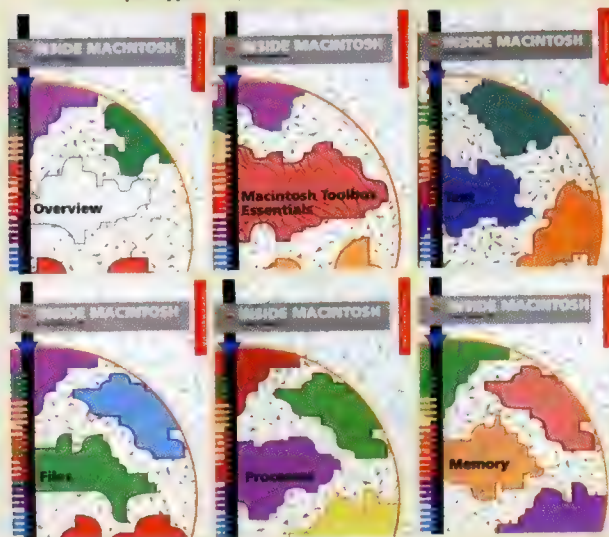 INSIDE MACINTOSH
Overview
INSIDE MACINTOSH
Macintosh Toolbox
Essentials
INSIDE MACINTOSH
Text
INSIDE MACINTOSH
Files
INSIDE MACINTOSH
Processes
INSIDE MACINTOSH
Memory